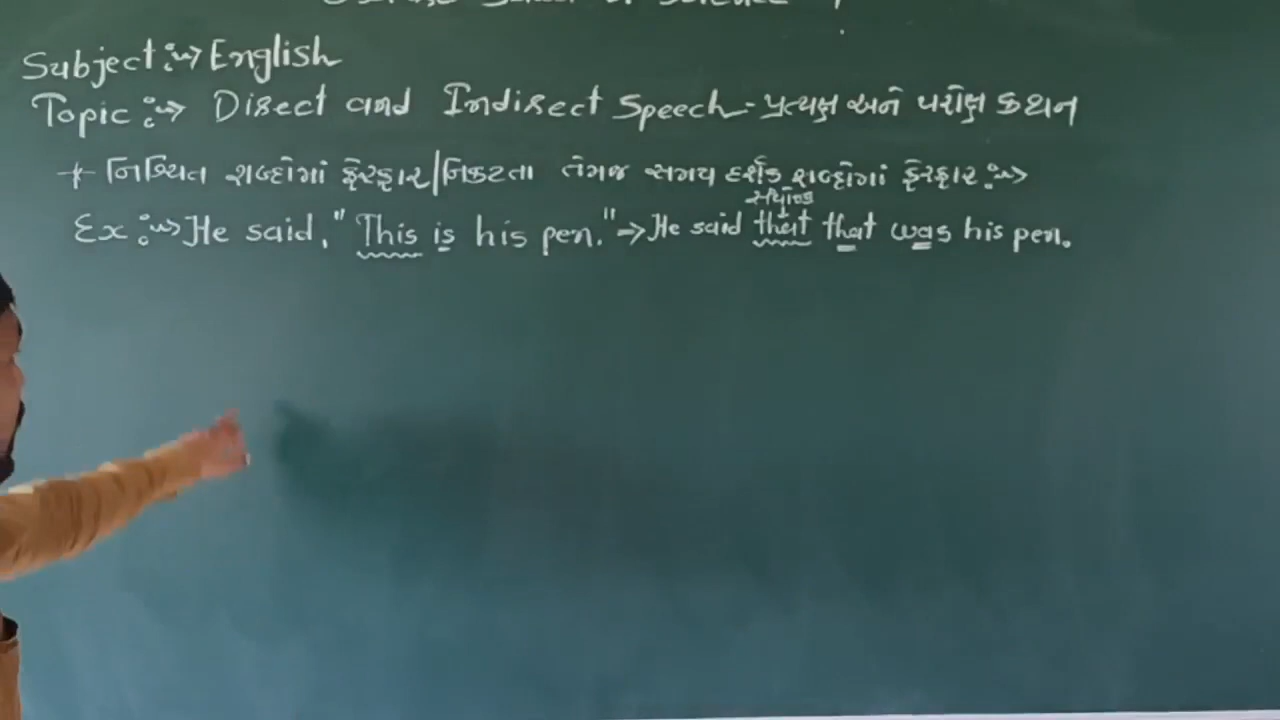 Subject :~> English
Topic :~> Direct and Indirect Speech - પ્રત્યક્ષ અને પરોક્ષ કથન
+ નિશ્ચિત શબ્દોમાં ફેરફાર/નિકટતા તેમજ સમય દર્શક શબ્દોમાં ફેરફાર :~>
સંયોજક
Ex :~> He said, "This is his pen." -> He said that that was his pen.